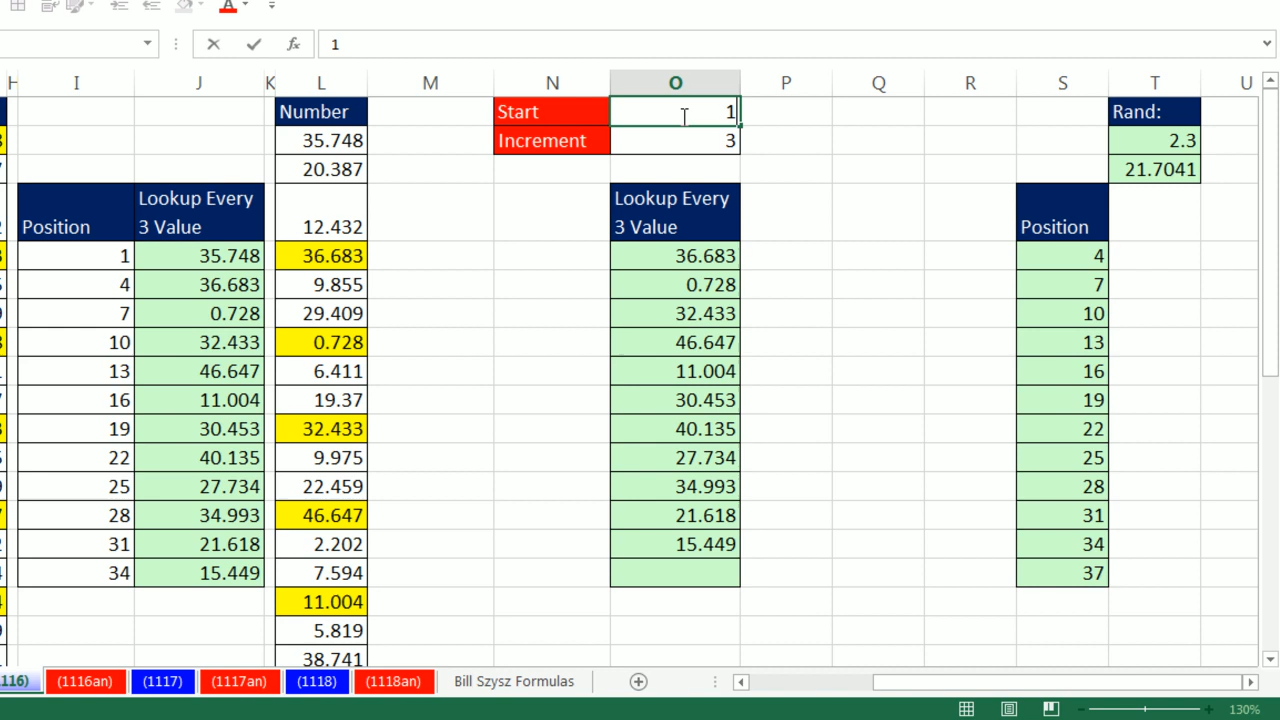 1
H I J K L M N O P Q R S T U
Number Start 1 Rand:
35.748 Increment 3 2.3
20.387 21.7041
Lookup Every Lookup Every
Position 3 Value 12.432 3 Value Position
1 35.748 36.683 36.683 4
4 36.683 9.855 0.728 7
7 0.728 29.409 32.433 10
10 32.433 0.728 46.647 13
13 46.647 6.411 11.004 16
16 11.004 19.37 30.453 19
19 30.453 32.433 40.135 22
22 40.135 9.975 27.734 25
25 27.734 22.459 34.993 28
28 34.993 46.647 21.618 31
31 21.618 2.202 15.449 34
34 15.449 7.594 37
11.004
5.819
38.741
1116) (1116an) (1117) (1117an) (1118) (1118an) Bill Szysz Formulas
130%